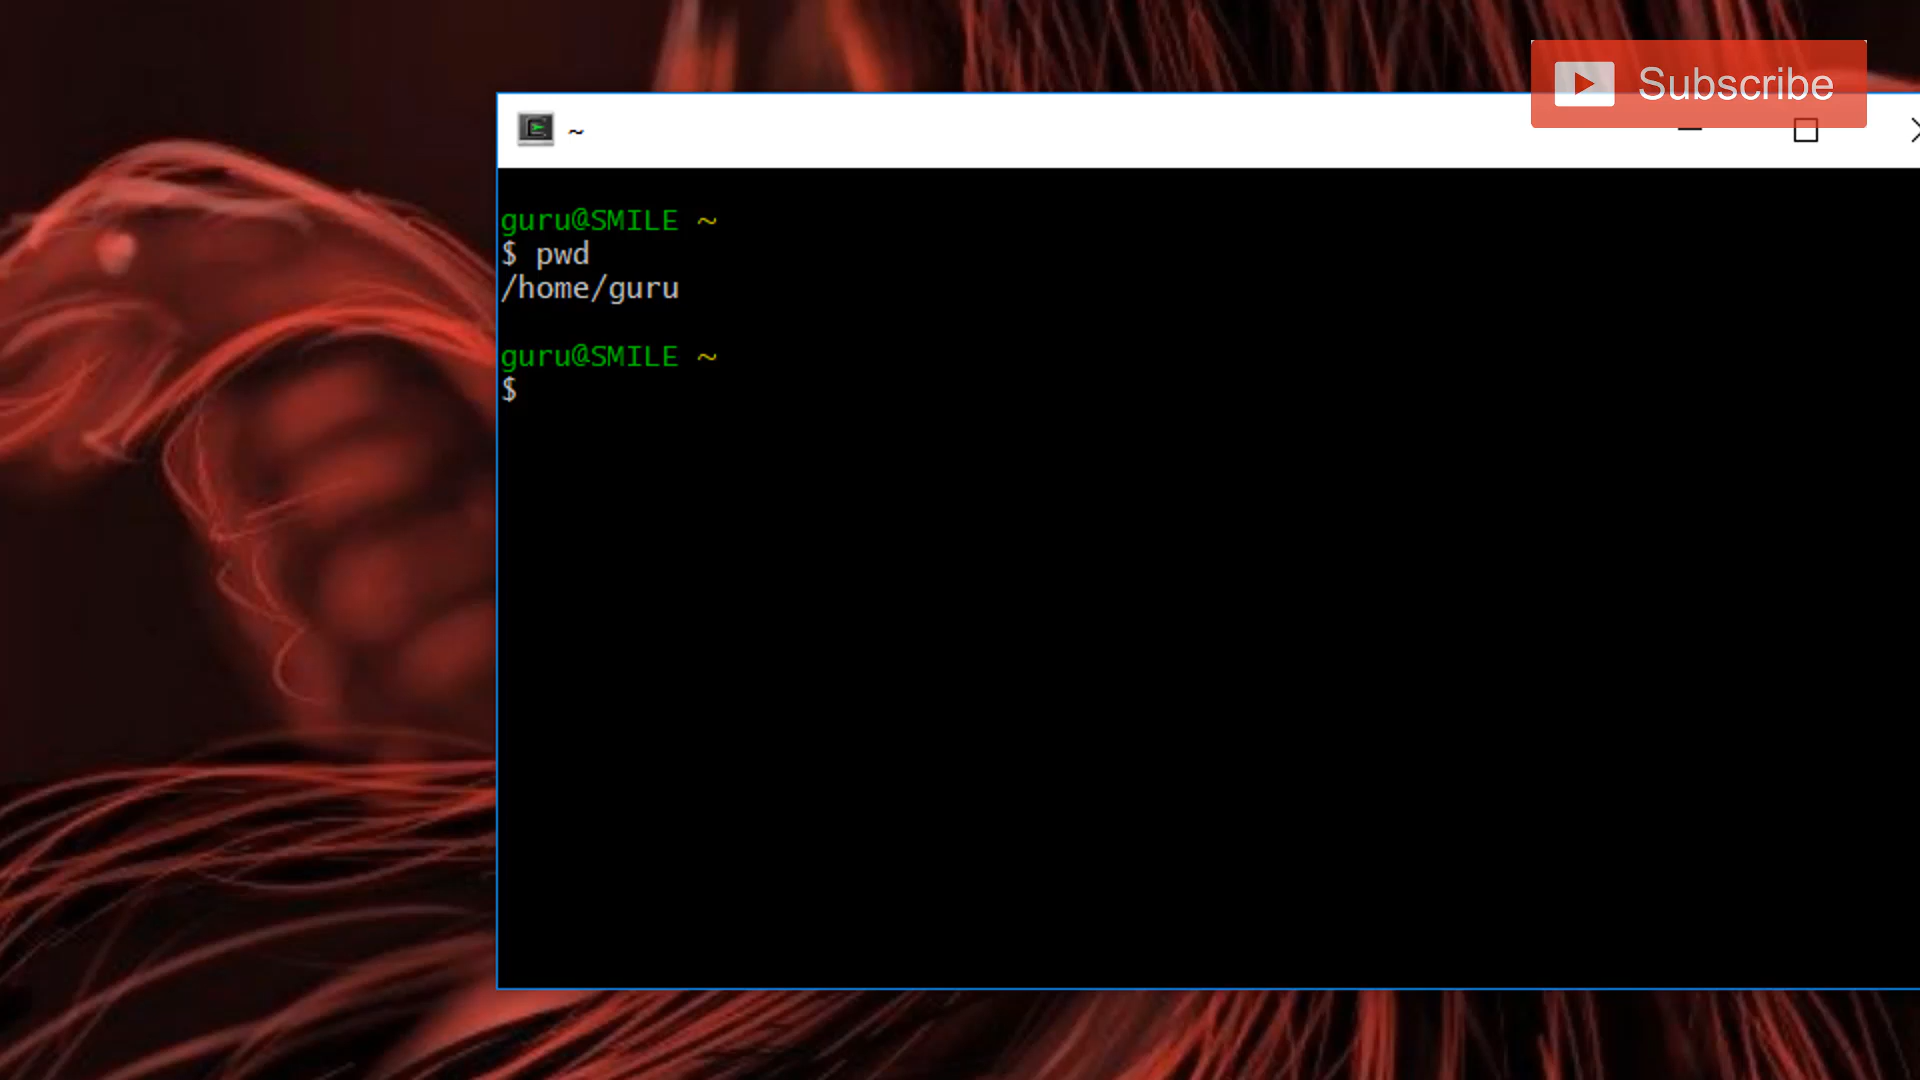 Subscribe
~
guru@SMILE ~
$ pwd
/home/guru
guru@SMILE ~
$